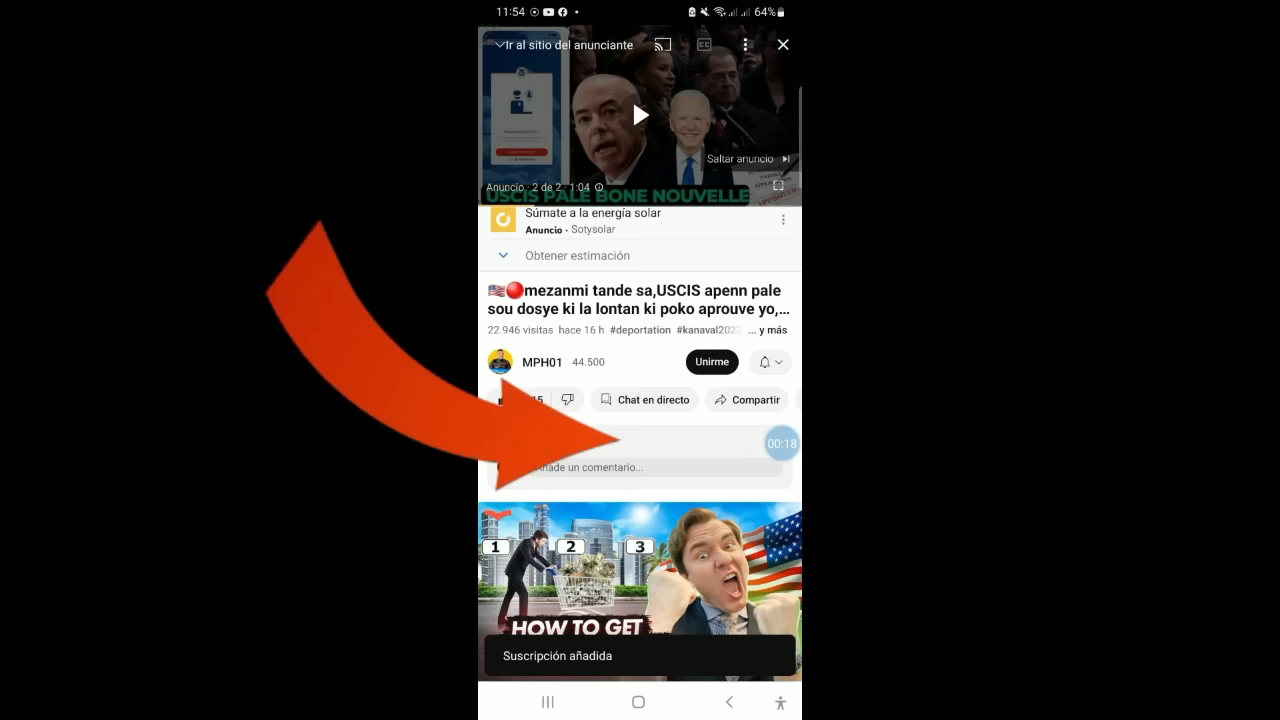 11:54
64%
Ir al sitio del anunciante
CC
Saltar anuncio
Anuncio · 2 de 2 · 1:04
USCIS PALE BONE NOUVELLE
Súmate a la energía solar
Anuncio · Sotysolar
Obtener estimación
mezanmi tande sa,USCIS apenn pale
sou dosye ki la lontan ki poko aprouve yo,...
22.946 visitas hace 16 h #deportation #kanaval2023 ... y más
MPH01 44.500
Unirme
Chat en directo
Compartir
00:18
un comentario...
1 2 3
HOW TO GET
Suscripción añadida